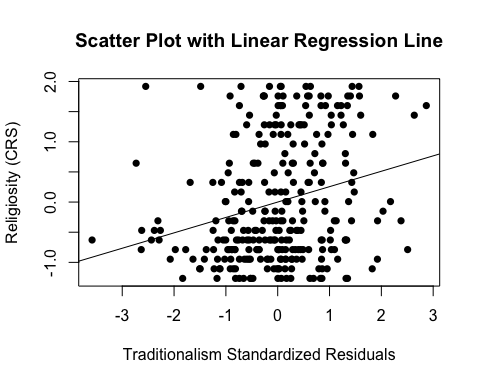 Scatter Plot with Linear Regression Line
Religiosity (CRS)
2.0
1.0
0.0
-1.0
-3 -2 -1 0 1 2 3
Traditionalism Standardized Residuals